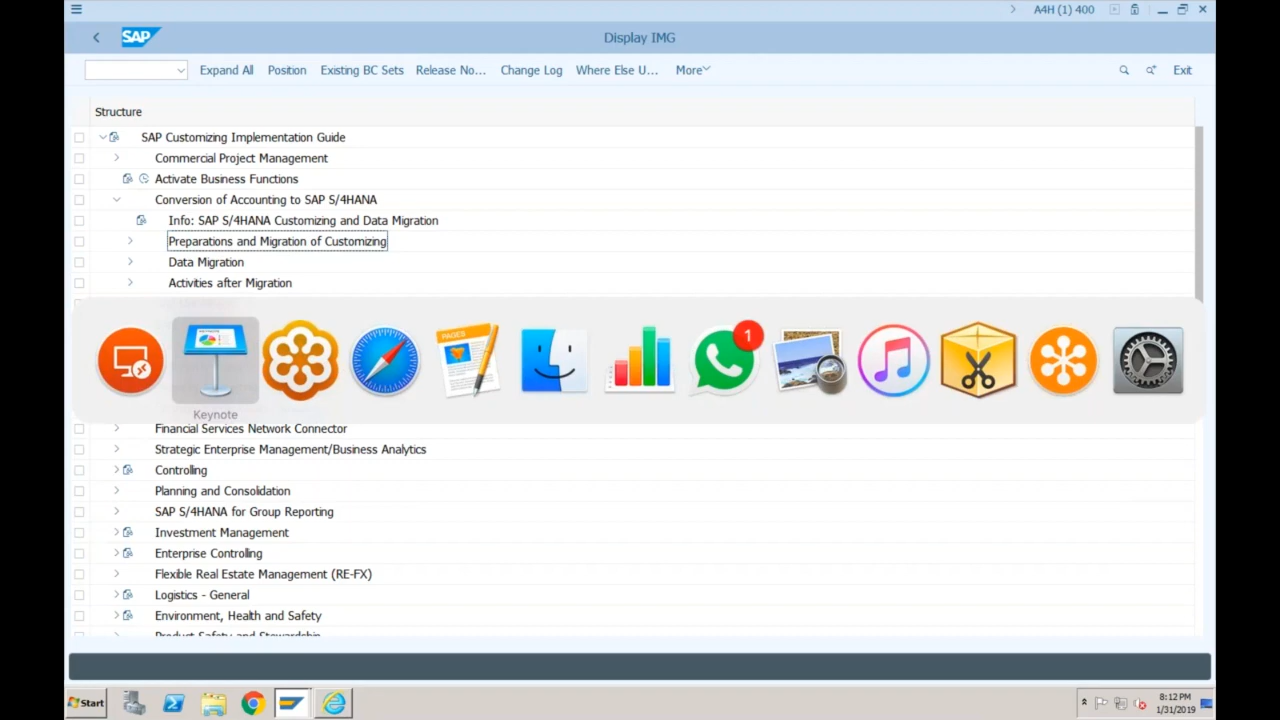 A4H (1) 400
SAP
Display IMG
Expand All Position Existing BC Sets Release No... Change Log Where Else U... More Exit
Structure
SAP Customizing Implementation Guide
Commercial Project Management
Activate Business Functions
Conversion of Accounting to SAP S/4HANA
Info: SAP S/4HANA Customizing and Data Migration
Preparations and Migration of Customizing
Data Migration
Activities after Migration
PAGES
1
Keynote
Financial Services Network Connector
Strategic Enterprise Management/Business Analytics
Controlling
Planning and Consolidation
SAP S/4HANA for Group Reporting
Investment Management
Enterprise Controlling
Flexible Real Estate Management (RE-FX)
Logistics - General
Environment, Health and Safety
Product Safety and Stewardship
Start
8:12 PM
1/31/2019